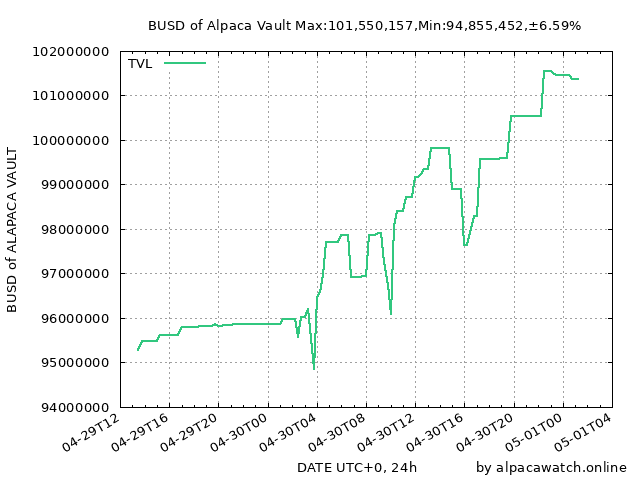 BUSD of Alpaca Vault Max:101,550,157,Min:94,855,452,±6.59%
TVL
BUSD of ALAPACA VAULT
102000000
101000000
100000000
99000000
98000000
97000000
96000000
95000000
94000000
04-29T12
04-29T16
04-29T20
04-30T00
04-30T04
04-30T08
04-30T12
04-30T16
04-30T20
05-01T00
05-01T04
DATE UTC+0, 24h
by alpacawatch.online